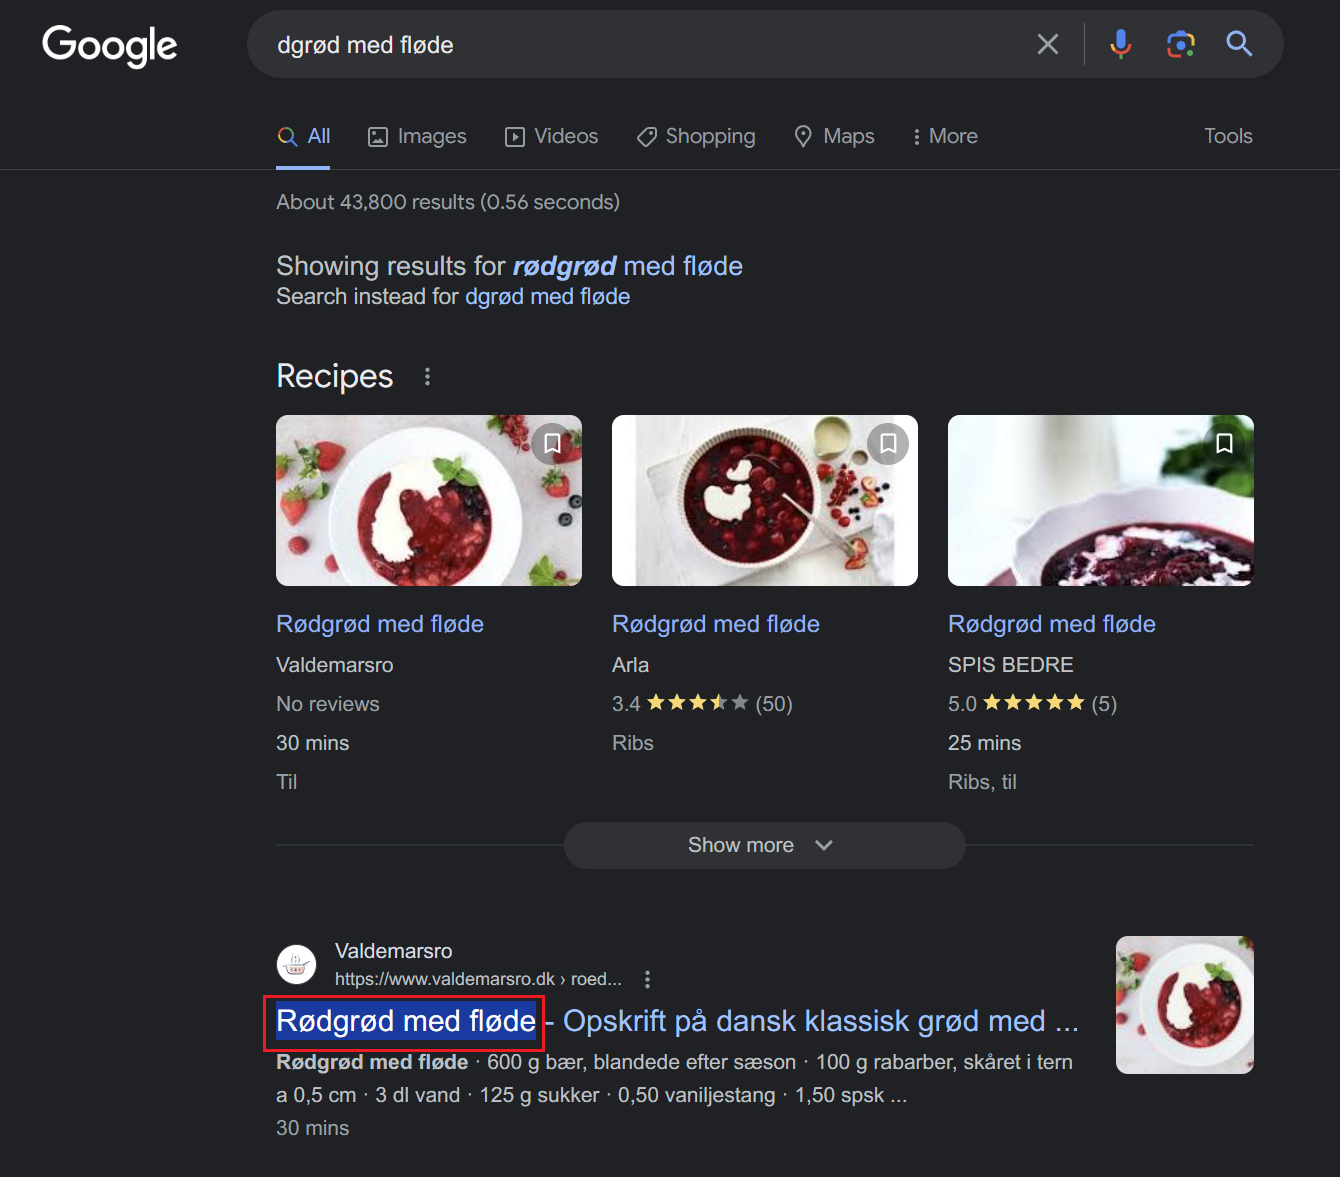 Google
dgrød med fløde
All Images Videos Shopping Maps More Tools
About 43,800 results (0.56 seconds)
Showing results for rødgrød med fløde
Search instead for dgrød med fløde
Recipes
Rødgrød med fløde
Valdemarsro
No reviews
30 mins
Til
Rødgrød med fløde
Arla
3.4 (50)
Ribs
Rødgrød med fløde
SPIS BEDRE
5.0 (5)
25 mins
Ribs, til
Show more
Valdemarsro
https://www.valdemarsro.dk › roed...
Rødgrød med fløde - Opskrift på dansk klassisk grød med ...
Rødgrød med fløde · 600 g bær, blandede efter sæson · 100 g rabarber, skåret i tern
a 0,5 cm · 3 dl vand · 125 g sukker · 0,50 vaniljestang · 1,50 spsk ...
30 mins